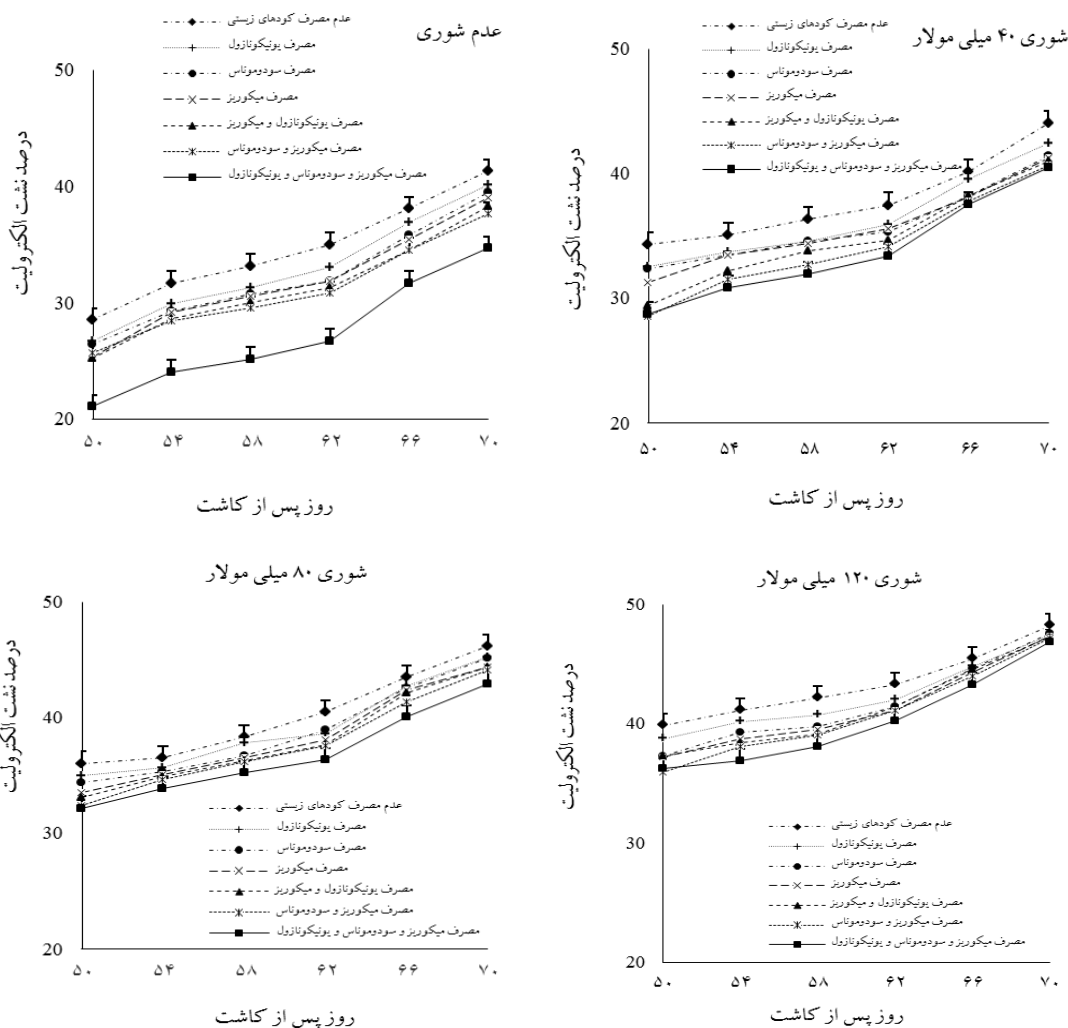 عدم شوری
عدم مصرف کودهای زیستی
مصرف یونیکونازول
مصرف سودوموناس
مصرف میکوریز
مصرف یونیکونازول و میکوریز
مصرف میکوریز و سودوموناس
مصرف میکوریز و سودوموناس و یونیکونازول
درصد نشت الکترولیت
50
40
30
20
۵۰ ۵۴ ۵۸ ۶۲ ۶۶ ۷۰
روز پس از کاشت
شوری ۴۰ میلی مولار
عدم مصرف کودهای زیستی
مصرف یونیکونازول
مصرف سودوموناس
مصرف میکوریز
مصرف یونیکونازول و میکوریز
مصرف میکوریز و سودوموناس
مصرف میکوریز و سودوموناس و یونیکونازول
درصد نشت الکترولیت
50
40
30
20
۵۰ ۵۴ ۵۸ ۶۲ ۶۶ ۷۰
روز پس از کاشت
شوری ۸۰ میلی مولار
درصد نشت الکترولیت
50
40
30
20
عدم مصرف کودهای زیستی
مصرف یونیکونازول
مصرف سودوموناس
مصرف میکوریز
مصرف یونیکونازول و میکوریز
مصرف میکوریز و سودوموناس
مصرف میکوریز و سودوموناس و یونیکونازول
۵۰ ۵۴ ۵۸ ۶۲ ۶۶ ۷۰
روز پس از کاشت
شوری ۱۲۰ میلی مولار
درصد نشت الکترولیت
50
40
30
20
عدم مصرف کودهای زیستی
مصرف یونیکونازول
مصرف سودوموناس
مصرف میکوریز
مصرف یونیکونازول و میکوریز
مصرف میکوریز و سودوموناس
مصرف میکوریز و سودوموناس و یونیکونازول
۵۰ ۵۴ ۵۸ ۶۲ ۶۶ ۷۰
روز پس از کاشت